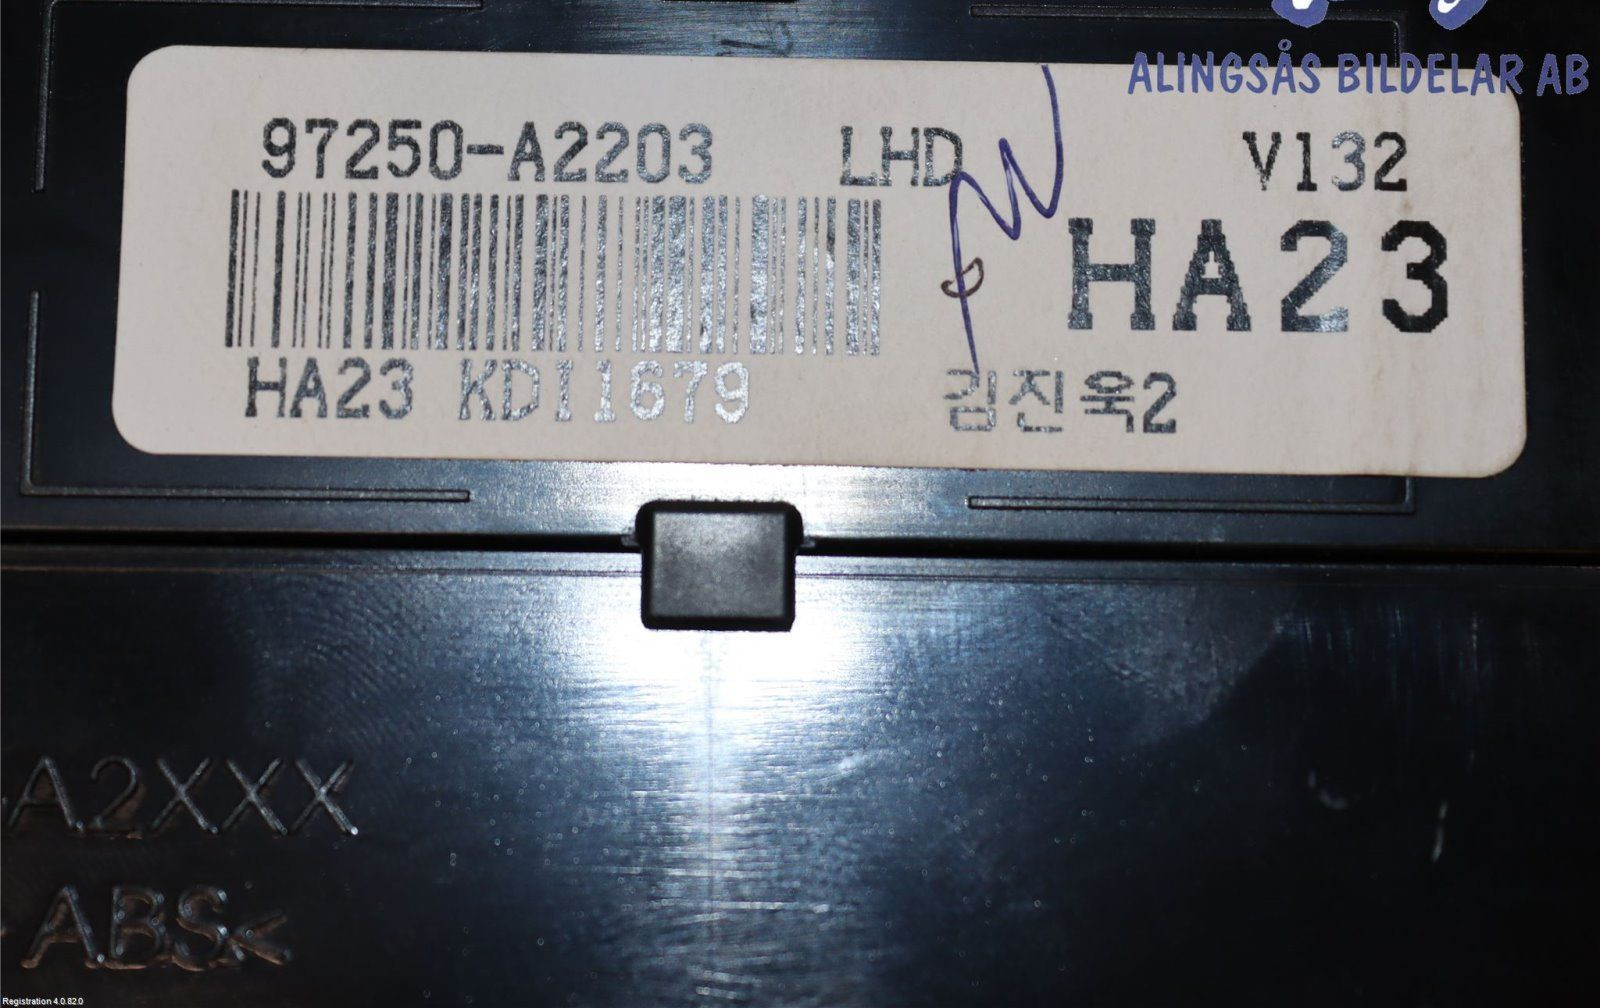 ALINGSÅS BILDELAR AB
97250-A2203 LHD V132
HA23
HA23 KDI1679 김진욱2
-A2XXX
ABS<
Registration 4.0.82.0